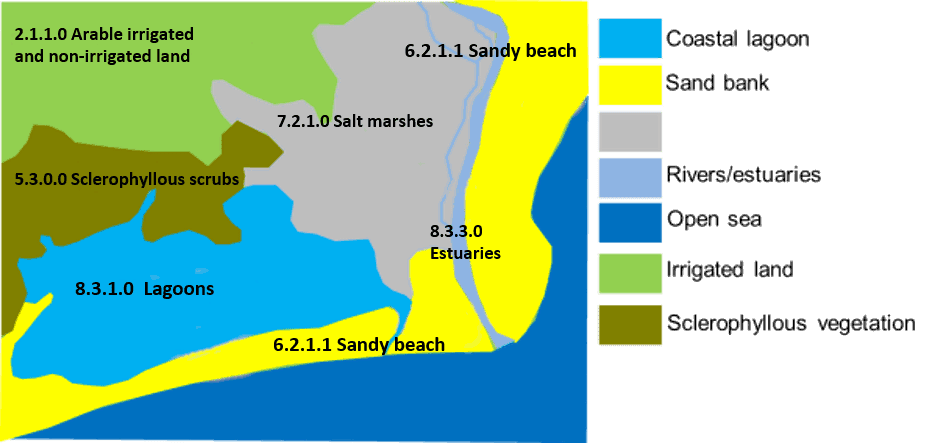 2.1.1.0 Arable irrigated
and non-irrigated land
6.2.1.1 Sandy beach
7.2.1.0 Salt marshes
5.3.0.0 Sclerophyllous scrubs
8.3.3.0
Estuaries
8.3.1.0 Lagoons
6.2.1.1 Sandy beach
Coastal lagoon
Sand bank
Rivers/estuaries
Open sea
Irrigated land
Sclerophyllous vegetation